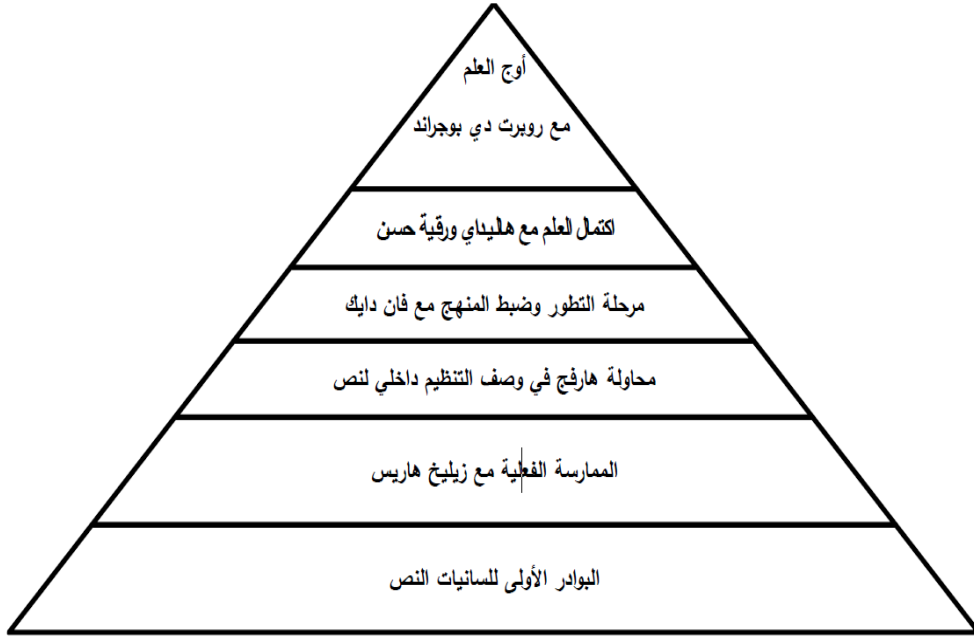 أوج العلم
مع روبرت دي بوجراند
اكتمال العلم مع هاليداي ورقية حسن
مرحلة التطور وضبط المنهج مع فان دايك
محاولة هارفج في وصف التنظيم داخلي لنص
الممارسة الفعلية مع زيليخ هاريس
البوادر الأولى للسانيات النص